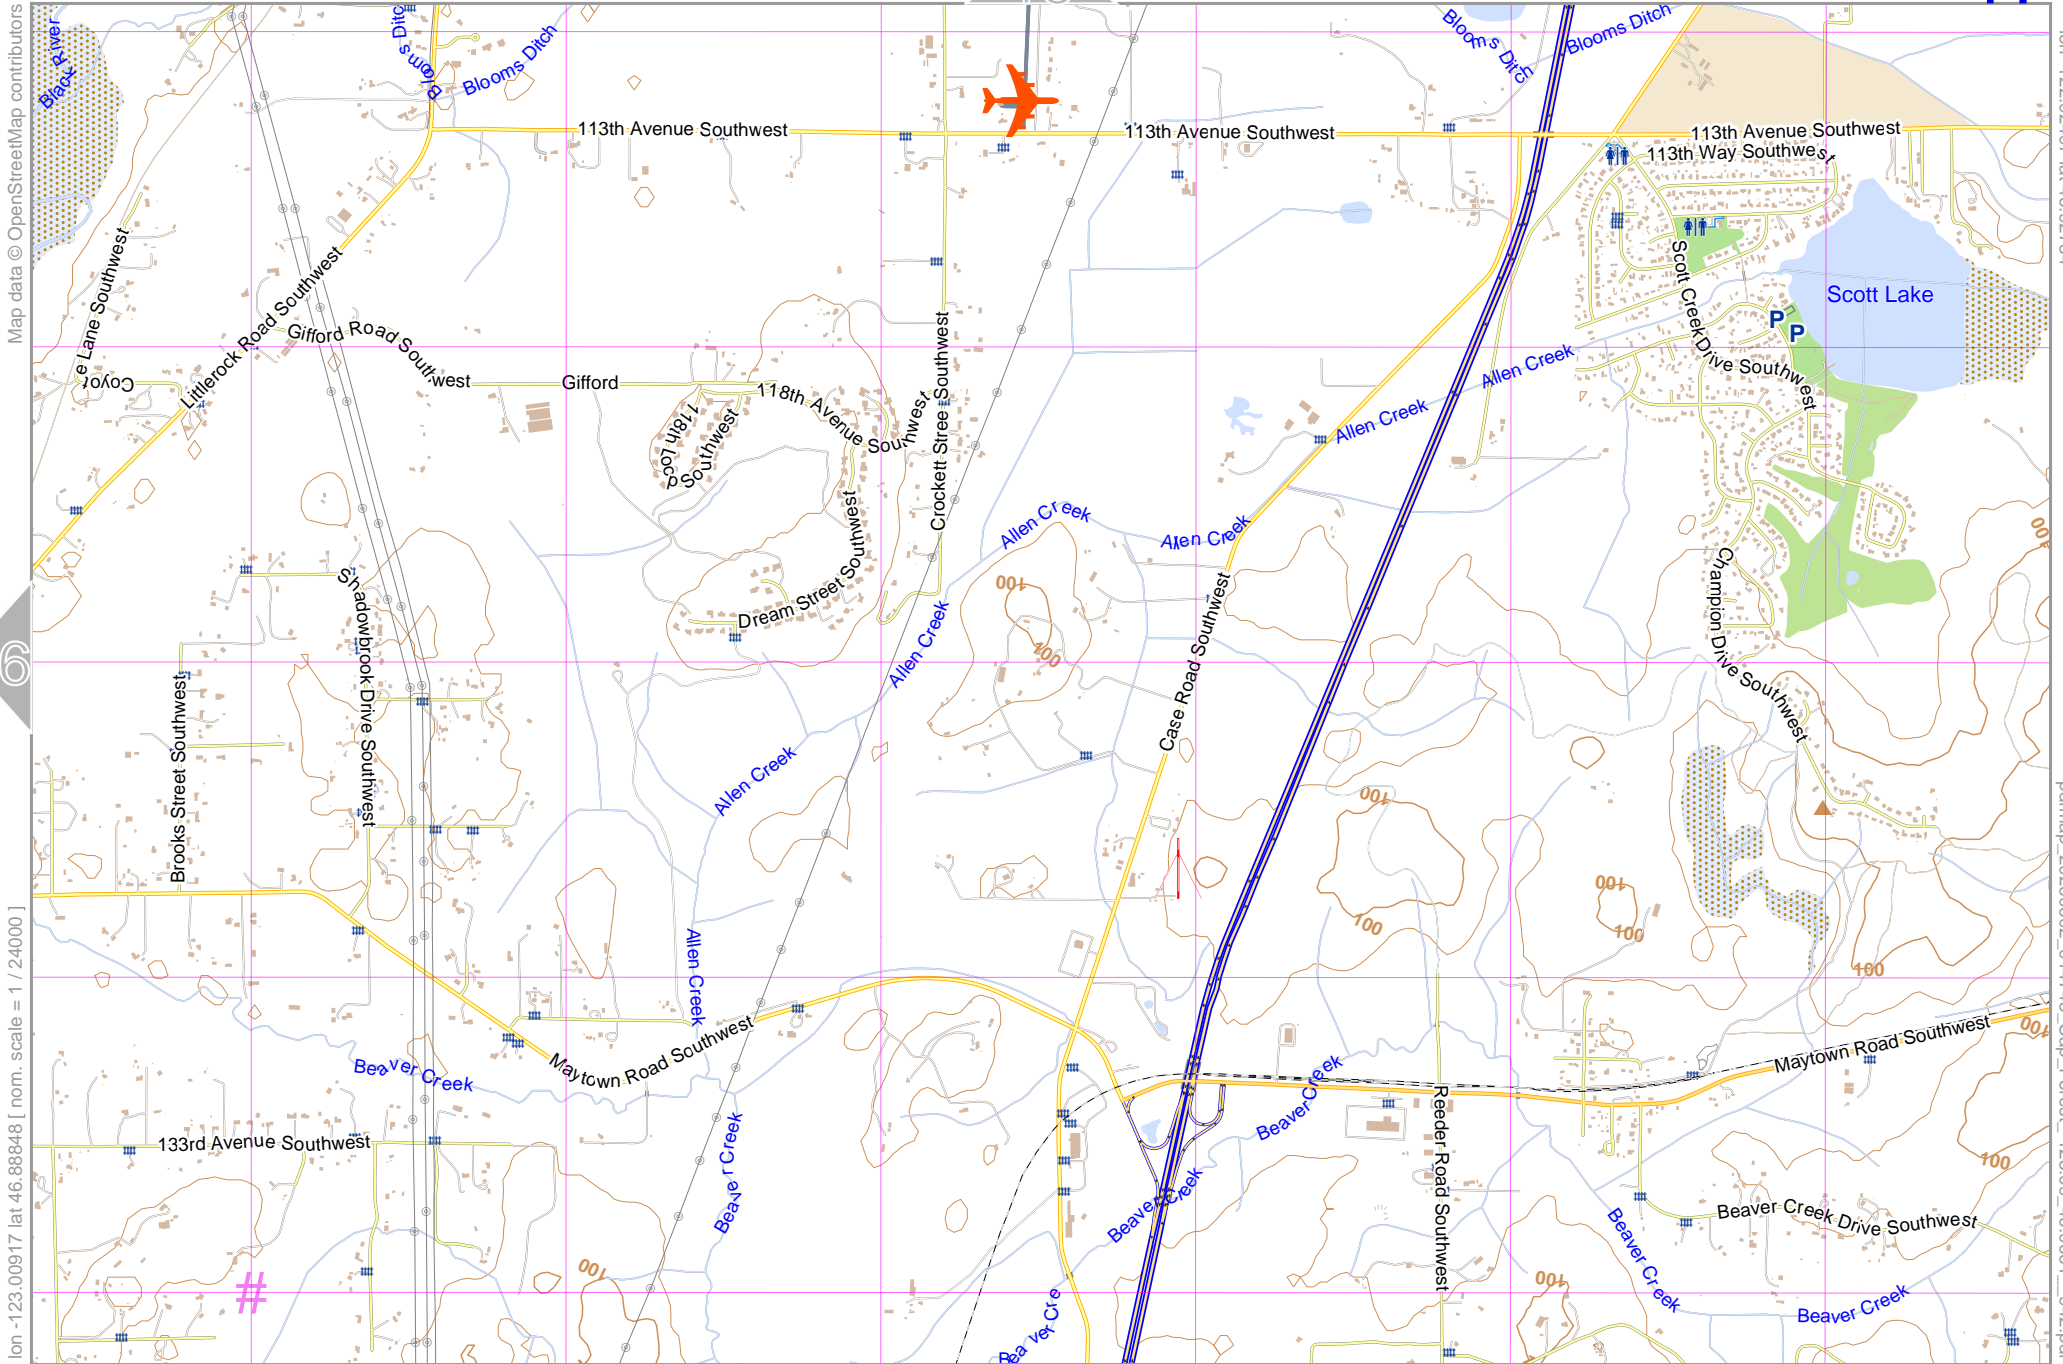 Map data © OpenStreetMap contributors
lon -123.00917 lat 46.88848 [ nom. scale = 1 / 24000 ]
6
Black River
Blooms Ditch
Blooms Ditch
Blooms Ditch
Blooms Ditch
113th Avenue Southwest
113th Avenue Southwest
113th Avenue Southwest
113th Way Southwest
Coyote Lane Southwest
Littlerock Road Southwest
Gifford Road Southwest
Gifford
118th Avenue Southwest
118th Loop Southwest
Crockett Stree Southwest
Dream Street Southwest
Scott Lake
P
P
Scott Creek Drive Southwest
Allen Creek
Allen Creek
Allen Creek
Allen Creek
Allen Creek
Allen Creek
Allen Creek
Shadowbrook Drive Southwest
Brooks Street Southwest
Case Road Southwest
Champion Drive Southwest
100
100
100
100
100
100
100
100
100
100
100
100
Maytown Road Southwest
Maytown Road Southwest
Beaver Creek
Beaver Creek
Beaver Creek
Beaver Creek
Beaver Cre
Beaver Creek
Beaver Creek
133rd Avenue Southwest
Reeder Road Southwest
Beaver Creek Drive Southwest
#